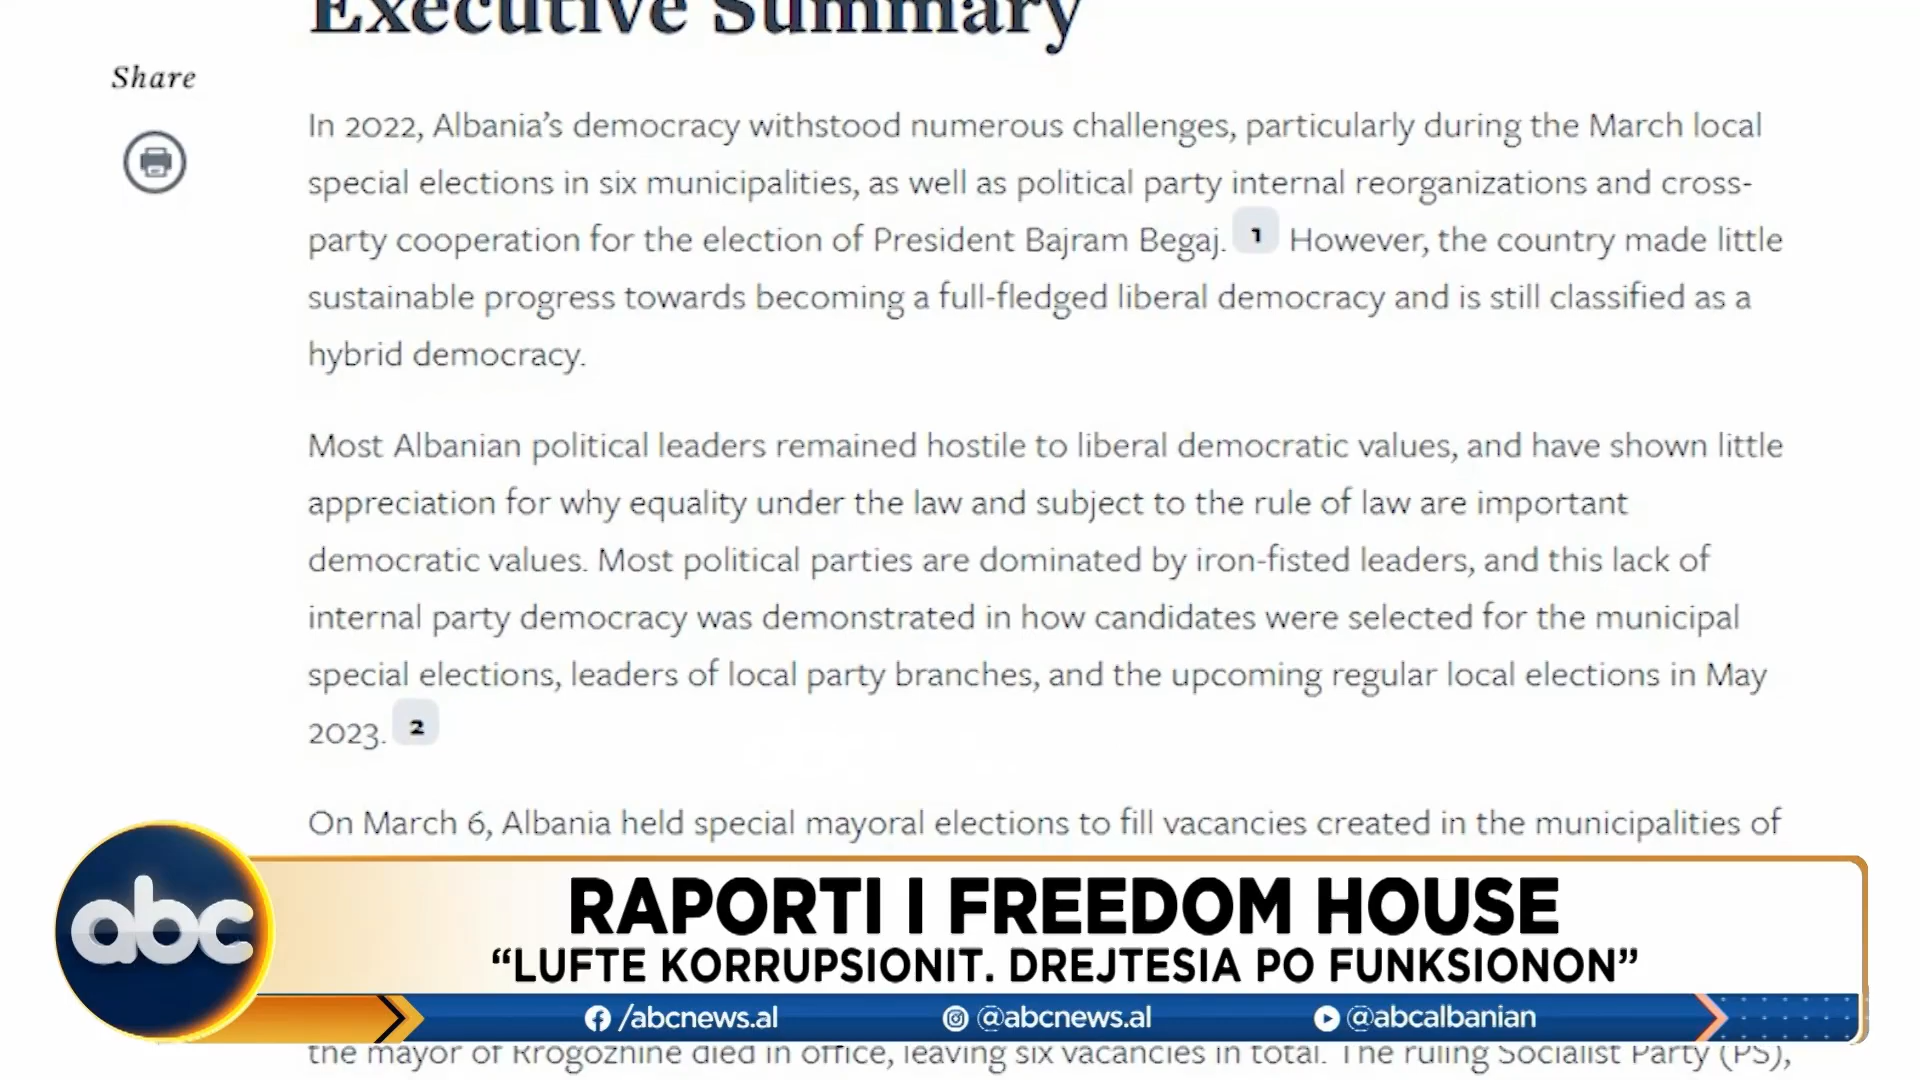 Executive Summary
Share
In 2022, Albania’s democracy withstood numerous challenges, particularly during the March local
special elections in six municipalities, as well as political party internal reorganizations and cross-
party cooperation for the election of President Bajram Begaj. 1 However, the country made little
sustainable progress towards becoming a full-fledged liberal democracy and is still classified as a
hybrid democracy.
Most Albanian political leaders remained hostile to liberal democratic values, and have shown little
appreciation for why equality under the law and subject to the rule of law are important
democratic values. Most political parties are dominated by iron-fisted leaders, and this lack of
internal party democracy was demonstrated in how candidates were selected for the municipal
special elections, leaders of local party branches, and the upcoming regular local elections in May
2023. 2
On March 6, Albania held special mayoral elections to fill vacancies created in the municipalities of
abc
RAPORTI I FREEDOM HOUSE
“LUFTE KORRUPSIONIT. DREJTESIA PO FUNKSIONON”
/abcnews.al @abcnews.al @abcalbanian
the mayor of Rrogozhine died in office, leaving six vacancies in total. The ruling Socialist Party (PS),